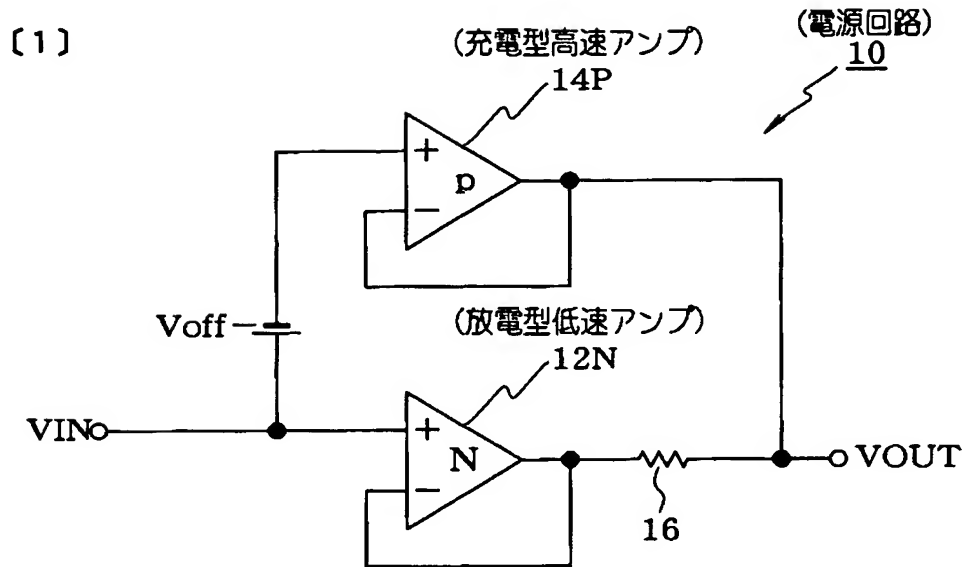 〔1〕
(充電型高速アンプ)
14P
(電源回路)
10
+
p
−
Voff
(放電型低速アンプ)
12N
VIN
+
N
−
VOUT
16